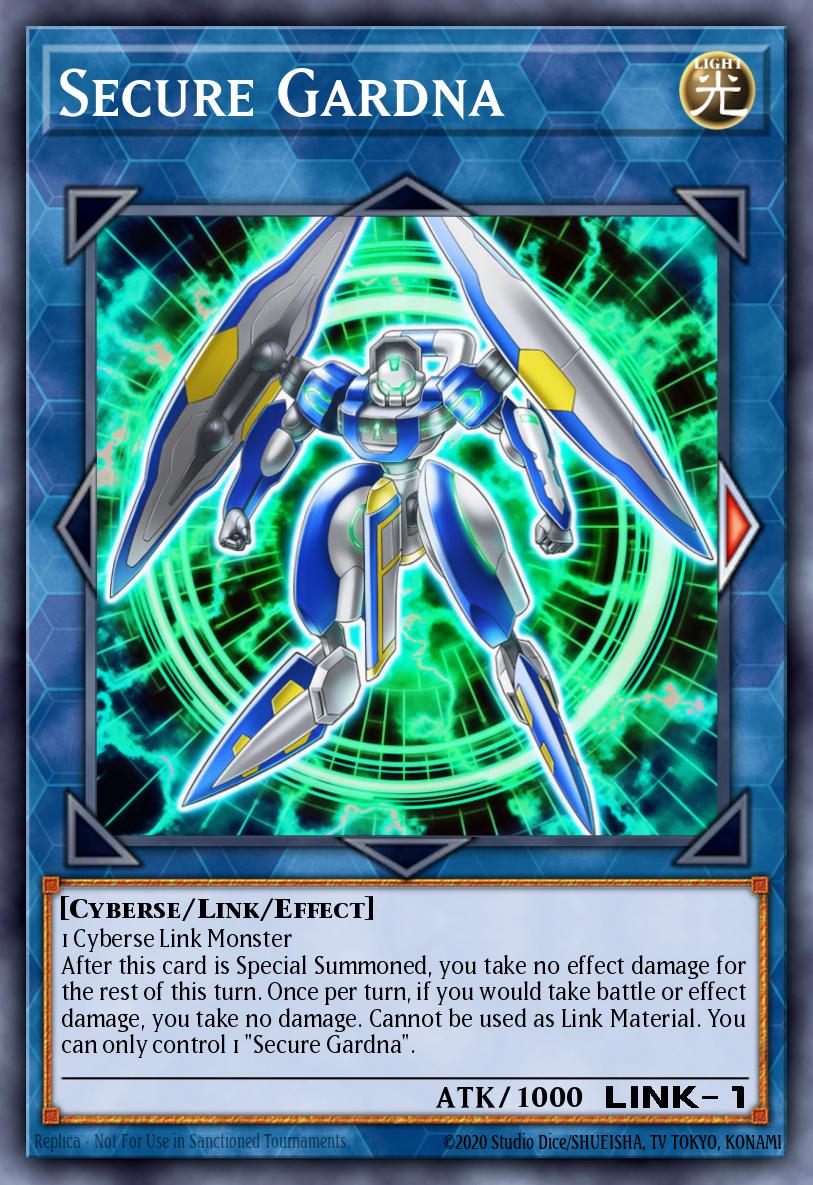 SECURE GARDNA
LIGHT
光
[CYBERSE/LINK/EFFECT]
1 Cyberse Link Monster
After this card is Special Summoned, you take no effect damage for
the rest of this turn. Once per turn, if you would take battle or effect
damage, you take no damage. Cannot be used as Link Material. You
can only control 1 "Secure Gardna".
ATK/1000 LINK-1
Replica - Not For Use in Sanctioned Tournaments. ©2020 Studio Dice/SHUEISHA, TV TOKYO, KONAMI